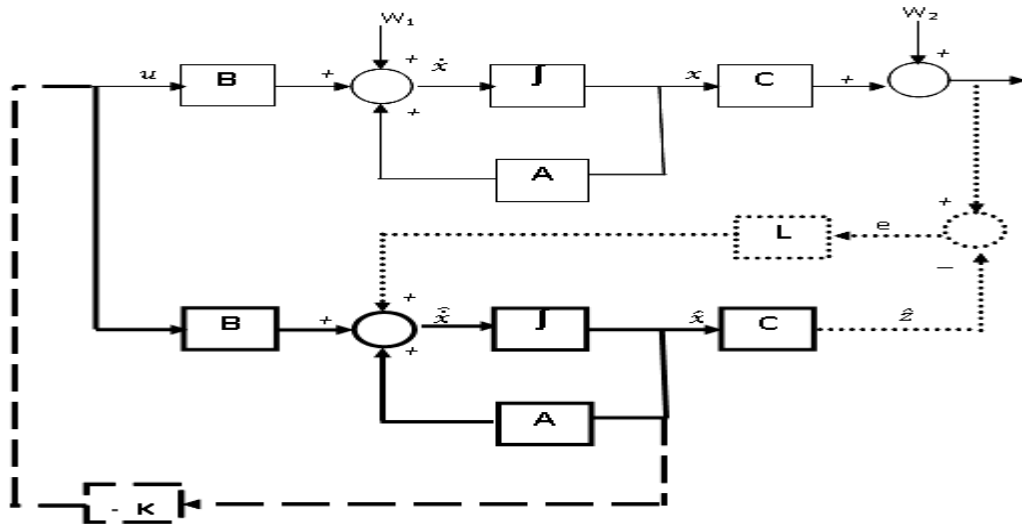 W₁
W₂
u B + + ẋ ∫ x C + +
+
A
+
L e
−
+
B + x̂̇ ∫ x̂ C ẑ
+
A
- K